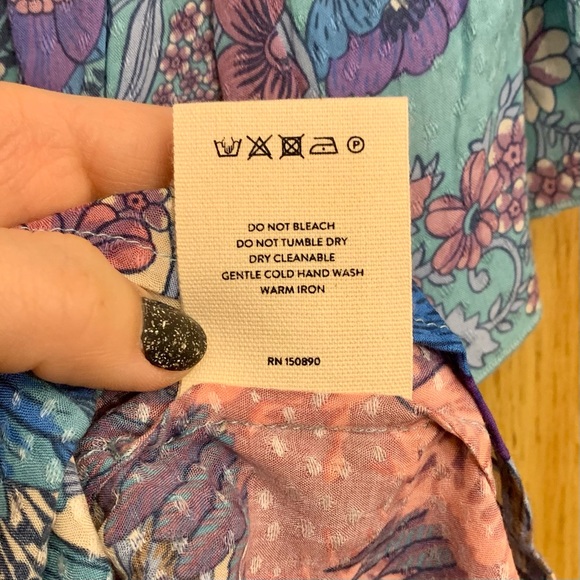 P
DO NOT BLEACH
DO NOT TUMBLE DRY
DRY CLEANABLE
GENTLE COLD HAND WASH
WARM IRON
RN 150890